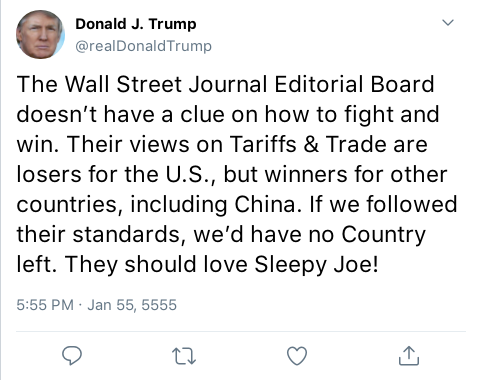 Donald J. Trump
@realDonaldTrump
The Wall Street Journal Editorial Board
doesn’t have a clue on how to fight and
win. Their views on Tariffs & Trade are
losers for the U.S., but winners for other
countries, including China. If we followed
their standards, we’d have no Country
left. They should love Sleepy Joe!
5:55 PM · Jan 55, 5555